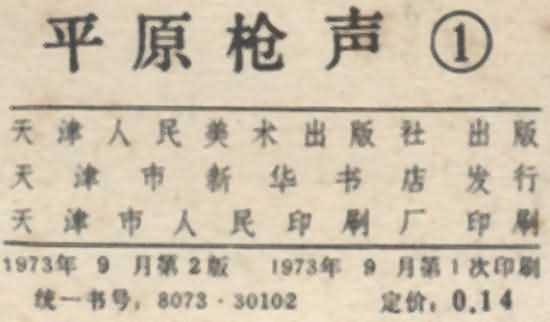 平原枪声①
天津人民美术出版社 出版
天津市新华书店发行
天津市人民印刷厂印刷
1973年9月第2版 1973年9月第1次印刷
统一书号：8073·30102 定价：0.14